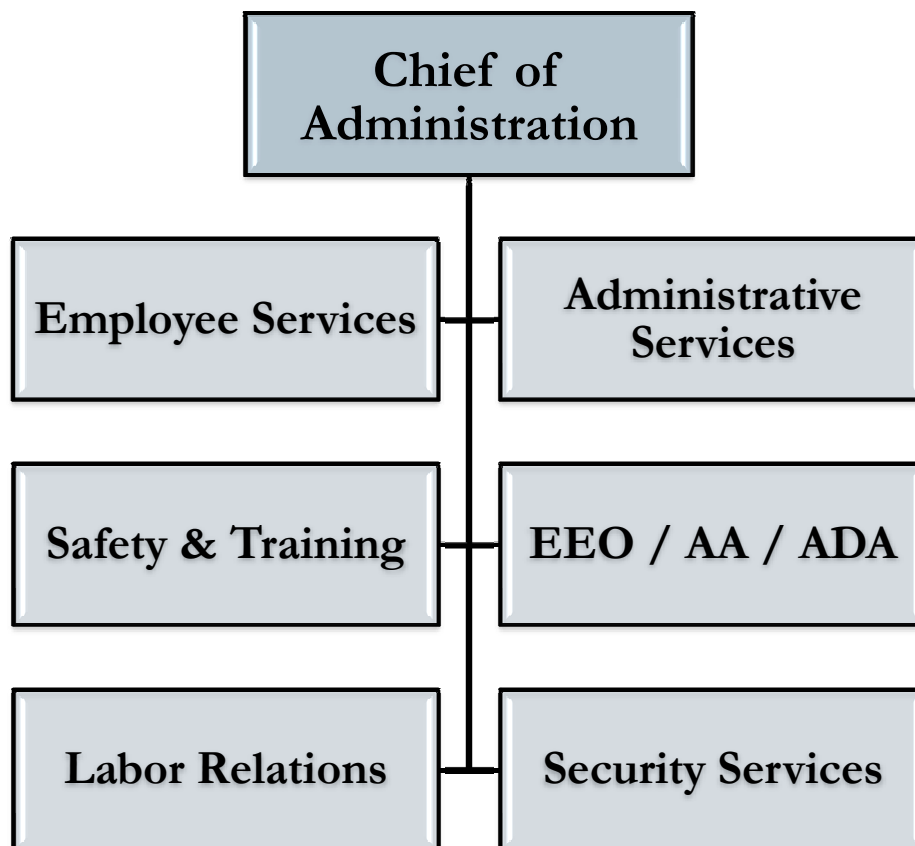 Chief of
Administration
Employee Services
Administrative
Services
Safety & Training
EEO / AA / ADA
Labor Relations
Security Services